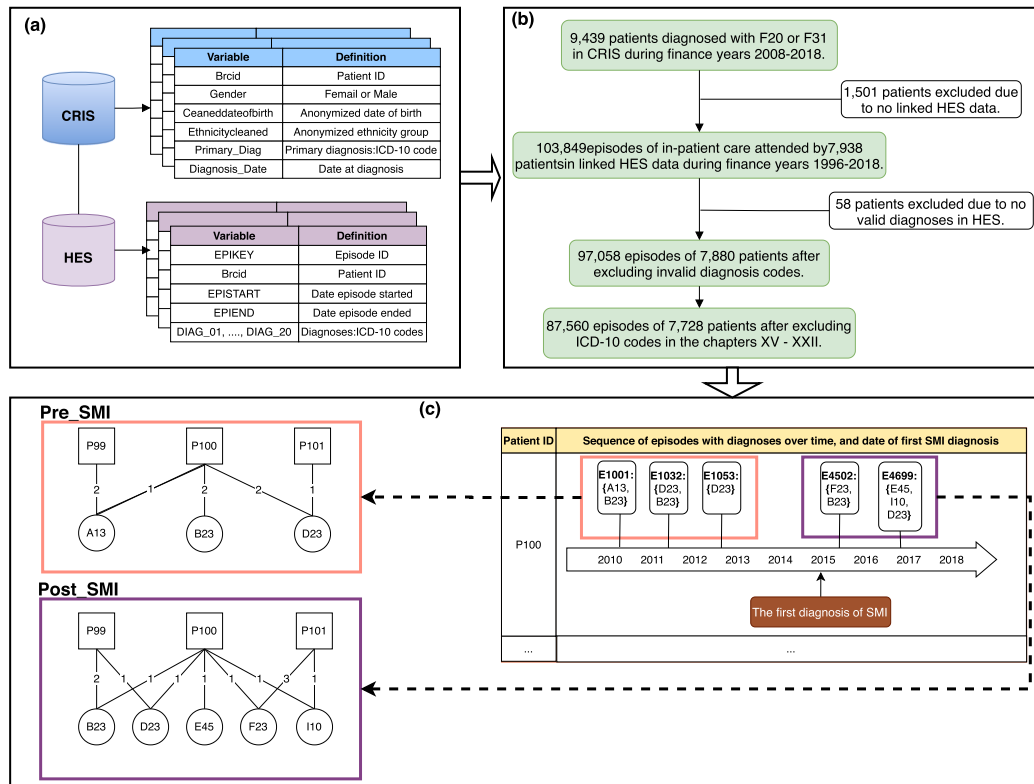 (a)
CRIS
Variable Definition
Brcid Patient ID
Gender Femail or Male
Ceaneddateofbirth Anonymized date of birth
Ethnicitycleaned Anonymized ethnicity group
Primary_Diag Primary diagnosis:ICD-10 code
Diagnosis_Date Date at diagnosis
HES
Variable Definition
EPIKEY Episode ID
Brcid Patient ID
EPISTART Date episode started
EPIEND Date episode ended
DIAG_01, ...., DIAG_20 Diagnoses:ICD-10 codes
(b)
9,439 patients diagnosed with F20 or F31
in CRIS during finance years 2008-2018.
1,501 patients excluded due
to no linked HES data.
103,849episodes of in-patient care attended by7,938
patientsin linked HES data during finance years 1996-2018.
58 patients excluded due to no
valid diagnoses in HES.
97,058 episodes of 7,880 patients after
excluding invalid diagnosis codes.
87,560 episodes of 7,728 patients after excluding
ICD-10 codes in the chapters XV - XXII.
(c)
Pre_SMI
P99 P100 P101
2 1 2 2 1
A13 B23 D23
Post_SMI
P99 P100 P101
2 1 1 1 1 1 3 1
B23 D23 E45 F23 I10
Patient ID Sequence of episodes with diagnoses over time, and date of first SMI diagnosis
P100
E1001:
{A13,
B23}
E1032:
{D23,
B23}
E1053:
{D23}
E4502:
{F23,
B23}
E4699:
{E45,
I10,
D23}
2010 2011 2012 2013 2014 2015 2016 2017 2018
The first diagnosis of SMI
... ...